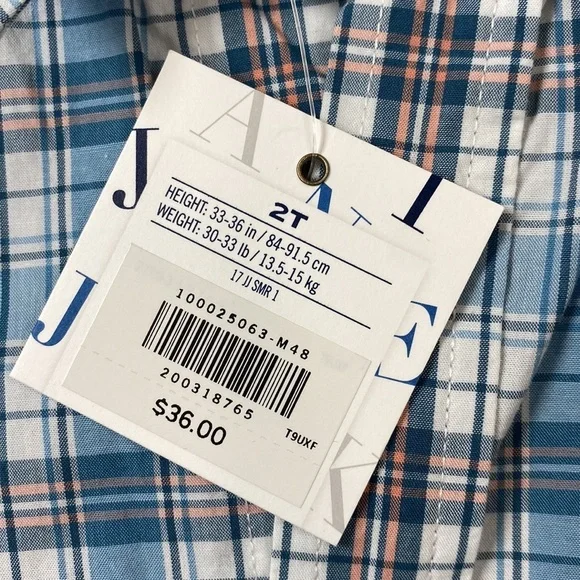 2T
HEIGHT: 33-36 in / 84-91.5 cm
WEIGHT: 30-33 lb / 13.5-15 kg
17 JJ SMR 1
100025063-M48
200318765
$36.00
T9UXF
A
J
N
I
J
E
K